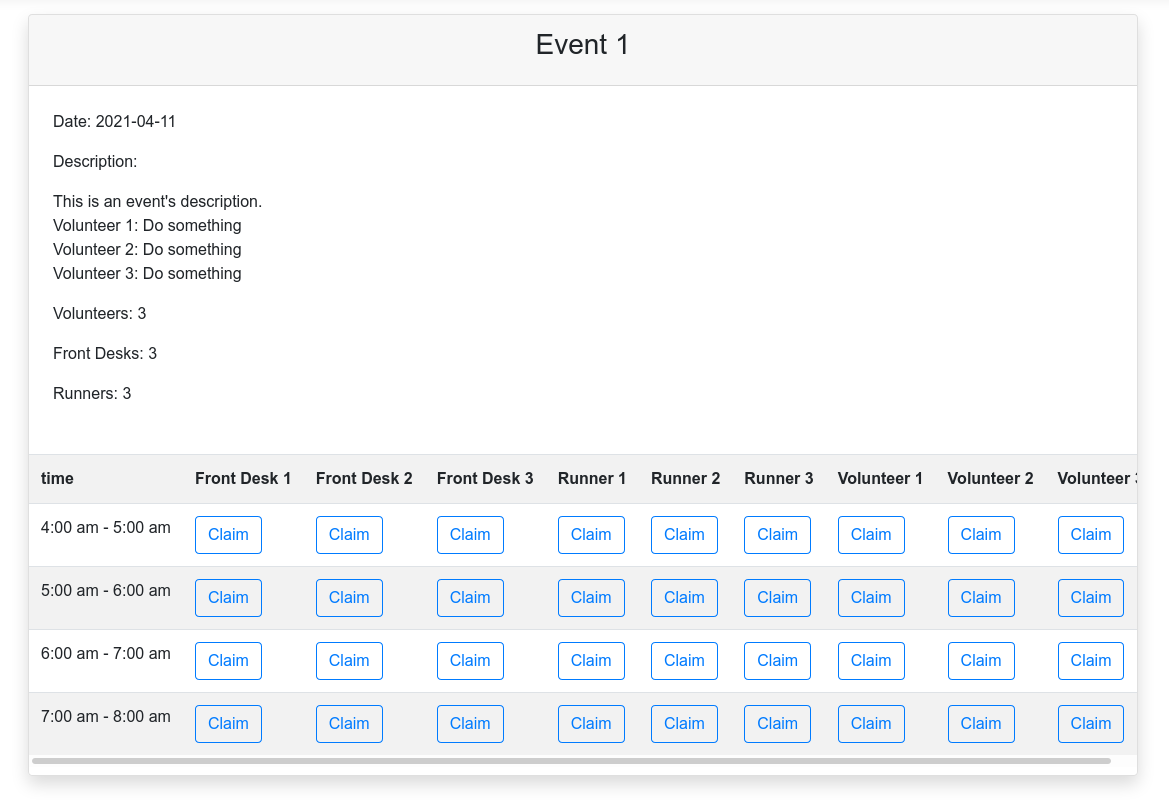 Event 1
Date: 2021-04-11
Description:
This is an event's description.
Volunteer 1: Do something
Volunteer 2: Do something
Volunteer 3: Do something
Volunteers: 3
Front Desks: 3
Runners: 3
time Front Desk 1 Front Desk 2 Front Desk 3 Runner 1 Runner 2 Runner 3 Volunteer 1 Volunteer 2 Volunteer 3
4:00 am - 5:00 am Claim Claim Claim Claim Claim Claim Claim Claim Claim
5:00 am - 6:00 am Claim Claim Claim Claim Claim Claim Claim Claim Claim
6:00 am - 7:00 am Claim Claim Claim Claim Claim Claim Claim Claim Claim
7:00 am - 8:00 am Claim Claim Claim Claim Claim Claim Claim Claim Claim